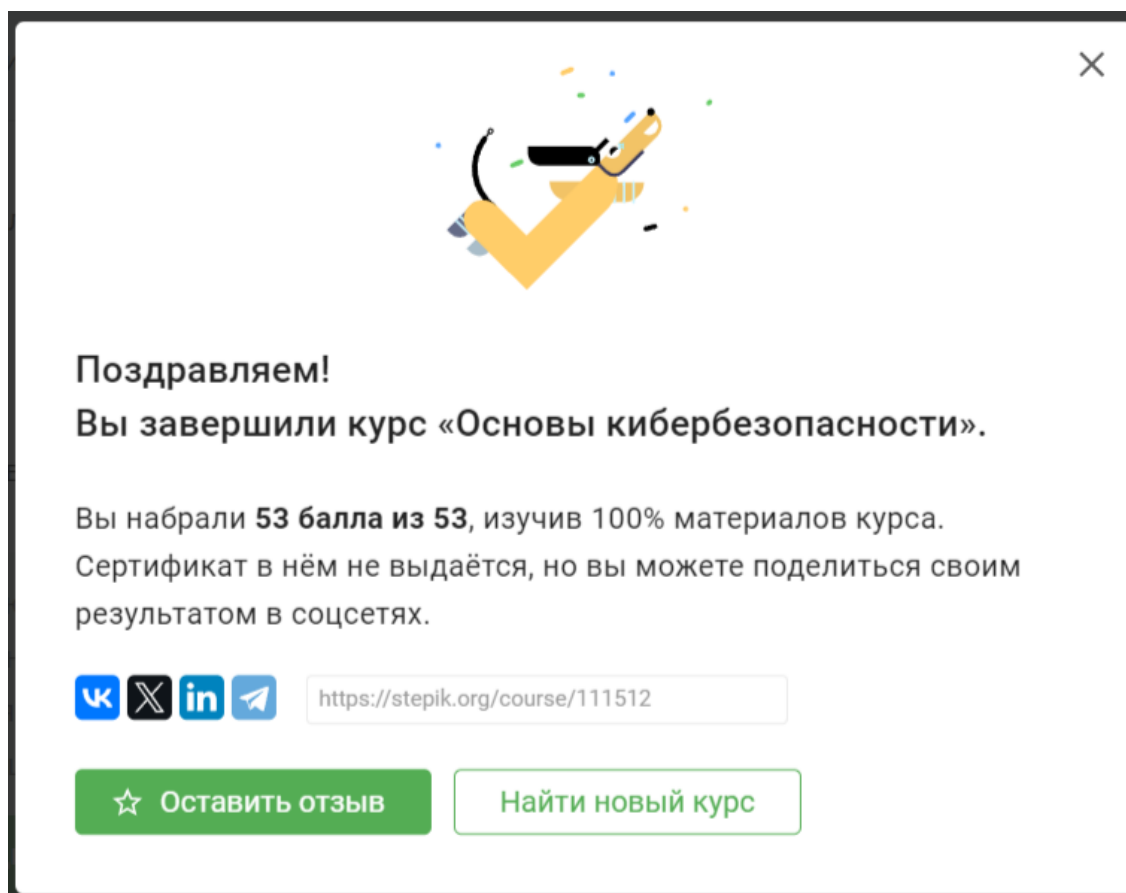 Поздравляем!
Вы завершили курс «Основы кибербезопасности».
Вы набрали 53 балла из 53, изучив 100% материалов курса.
Сертификат в нём не выдаётся, но вы можете поделиться своим
результатом в соцсетях.
https://stepik.org/course/111512
Оставить отзыв
Найти новый курс